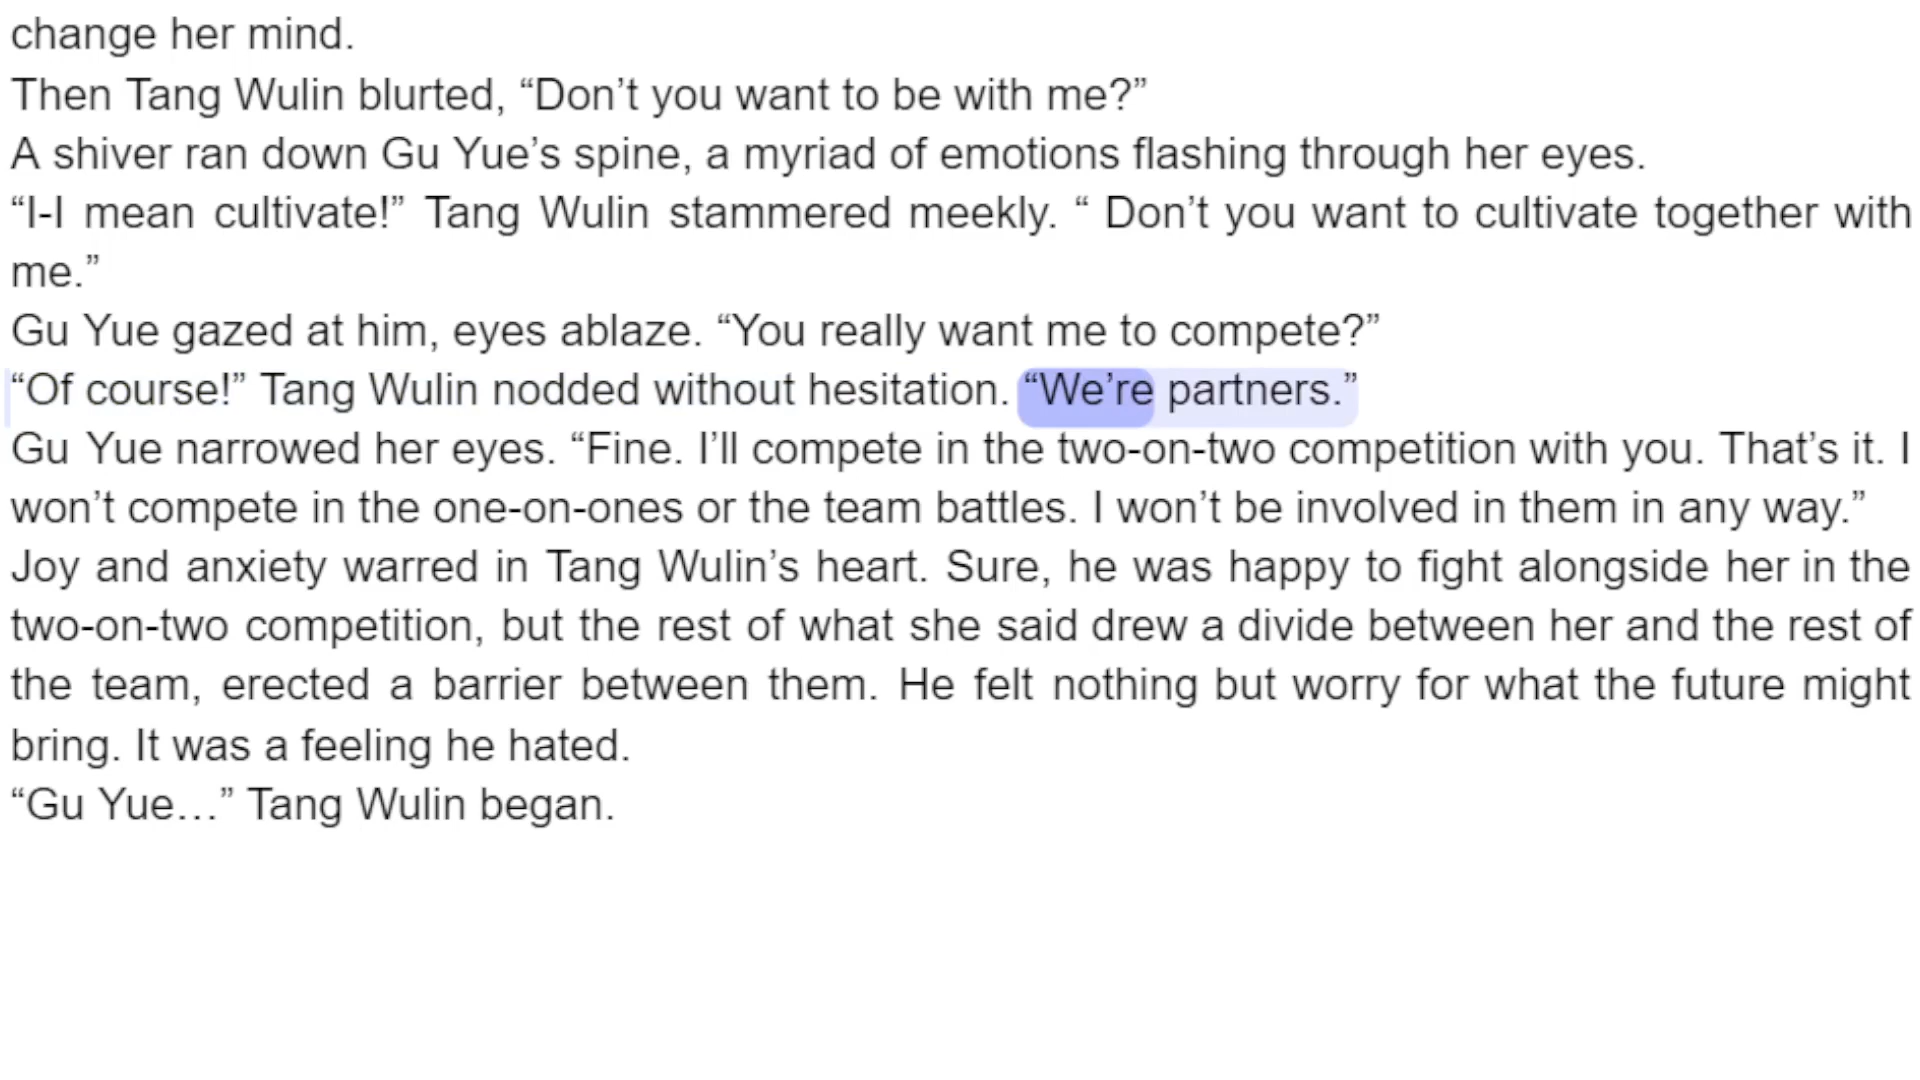 change her mind.
Then Tang Wulin blurted, “Don’t you want to be with me?”
A shiver ran down Gu Yue’s spine, a myriad of emotions flashing through her eyes.
“I-I mean cultivate!” Tang Wulin stammered meekly. “ Don’t you want to cultivate together with
me.”
Gu Yue gazed at him, eyes ablaze. “You really want me to compete?”
“Of course!” Tang Wulin nodded without hesitation. “We’re partners.”
Gu Yue narrowed her eyes. “Fine. I’ll compete in the two-on-two competition with you. That’s it. I
won’t compete in the one-on-ones or the team battles. I won’t be involved in them in any way.”
Joy and anxiety warred in Tang Wulin’s heart. Sure, he was happy to fight alongside her in the
two-on-two competition, but the rest of what she said drew a divide between her and the rest of
the team, erected a barrier between them. He felt nothing but worry for what the future might
bring. It was a feeling he hated.
“Gu Yue…” Tang Wulin began.